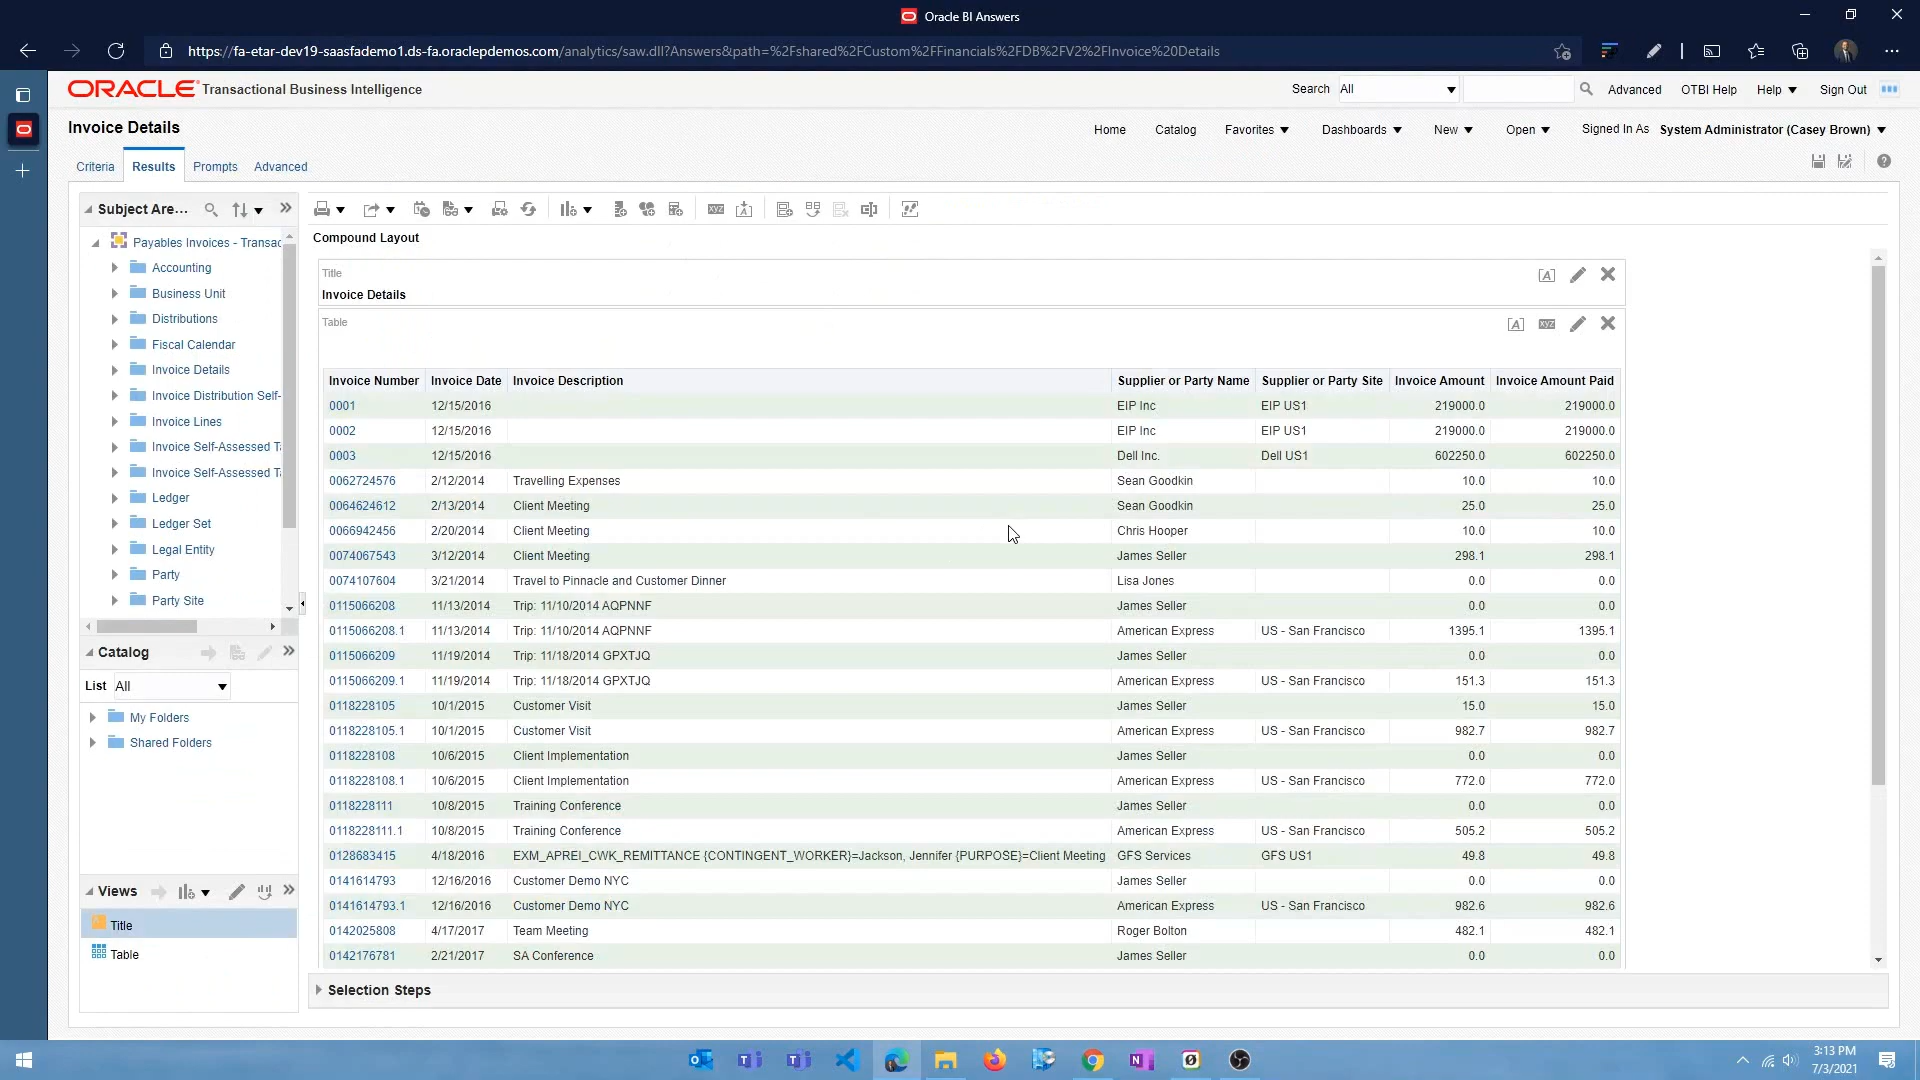 Oracle BI Answers
https://fa-etar-dev19-saasfademo1.ds-fa.oraclepdemos.com/analytics/saw.dll?Answers&path=%2Fshared%2FCustom%2FFinancials%2FDB%2FV2%2FInvoice%20Details
ORACLE Transactional Business Intelligence
Search All Advanced OTBI Help Help Sign Out
Invoice Details
Home Catalog Favorites Dashboards New Open Signed In As System Administrator (Casey Brown)
Criteria Results Prompts Advanced
Subject Are...
Payables Invoices - Transac
Accounting
Business Unit
Distributions
Fiscal Calendar
Invoice Details
Invoice Distribution Self-
Invoice Lines
Invoice Self-Assessed Ta
Invoice Self-Assessed Ta
Ledger
Ledger Set
Legal Entity
Party
Party Site
Catalog
List All
My Folders
Shared Folders
Views
Title
Table
Compound Layout
Title
Invoice Details
Table
Invoice Number Invoice Date Invoice Description Supplier or Party Name Supplier or Party Site Invoice Amount Invoice Amount Paid
0001 12/15/2016 EIP Inc EIP US1 219000.0 219000.0
0002 12/15/2016 EIP Inc EIP US1 219000.0 219000.0
0003 12/15/2016 Dell Inc. Dell US1 602250.0 602250.0
0062724576 2/12/2014 Travelling Expenses Sean Goodkin 10.0 10.0
0064624612 2/13/2014 Client Meeting Sean Goodkin 25.0 25.0
0066942456 2/20/2014 Client Meeting Chris Hooper 10.0 10.0
0074067543 3/12/2014 Client Meeting James Seller 298.1 298.1
0074107604 3/21/2014 Travel to Pinnacle and Customer Dinner Lisa Jones 0.0 0.0
0115066208 11/13/2014 Trip: 11/10/2014 AQPNNF James Seller 0.0 0.0
0115066208.1 11/13/2014 Trip: 11/10/2014 AQPNNF American Express US - San Francisco 1395.1 1395.1
0115066209 11/19/2014 Trip: 11/18/2014 GPXTJQ James Seller 0.0 0.0
0115066209.1 11/19/2014 Trip: 11/18/2014 GPXTJQ American Express US - San Francisco 151.3 151.3
0118228105 10/1/2015 Customer Visit James Seller 15.0 15.0
0118228105.1 10/1/2015 Customer Visit American Express US - San Francisco 982.7 982.7
0118228108 10/6/2015 Client Implementation James Seller 0.0 0.0
0118228108.1 10/6/2015 Client Implementation American Express US - San Francisco 772.0 772.0
0118228111 10/8/2015 Training Conference James Seller 0.0 0.0
0118228111.1 10/8/2015 Training Conference American Express US - San Francisco 505.2 505.2
0128683415 4/18/2016 EXM_APREI_CWK_REMITTANCE {CONTINGENT_WORKER}=Jackson, Jennifer {PURPOSE}=Client Meeting GFS Services GFS US1 49.8 49.8
0141614793 12/16/2016 Customer Demo NYC James Seller 0.0 0.0
0141614793.1 12/16/2016 Customer Demo NYC American Express US - San Francisco 982.6 982.6
0142025808 4/17/2017 Team Meeting Roger Bolton 482.1 482.1
0142176781 2/21/2017 SA Conference James Seller 0.0 0.0
Selection Steps
3:13 PM
7/3/2021